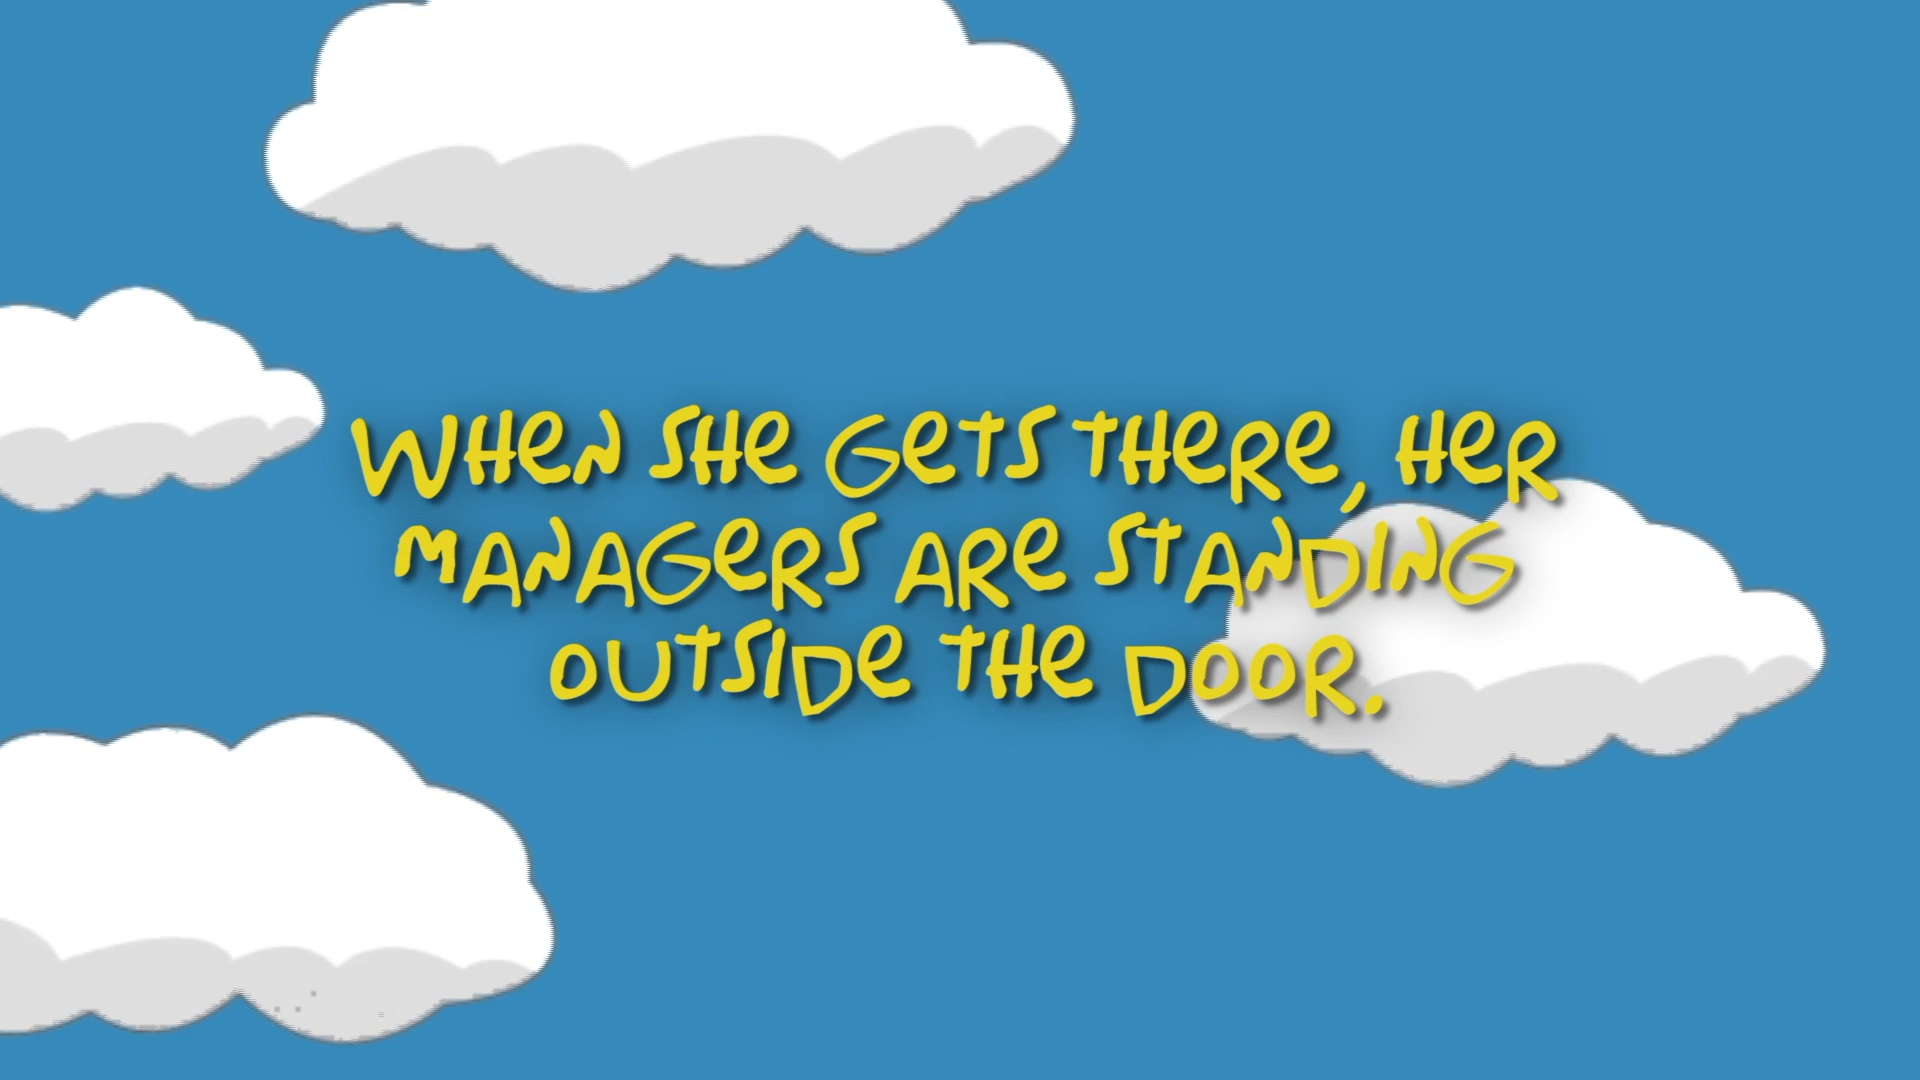 When she gets there, her
managers are standing
outside the door.